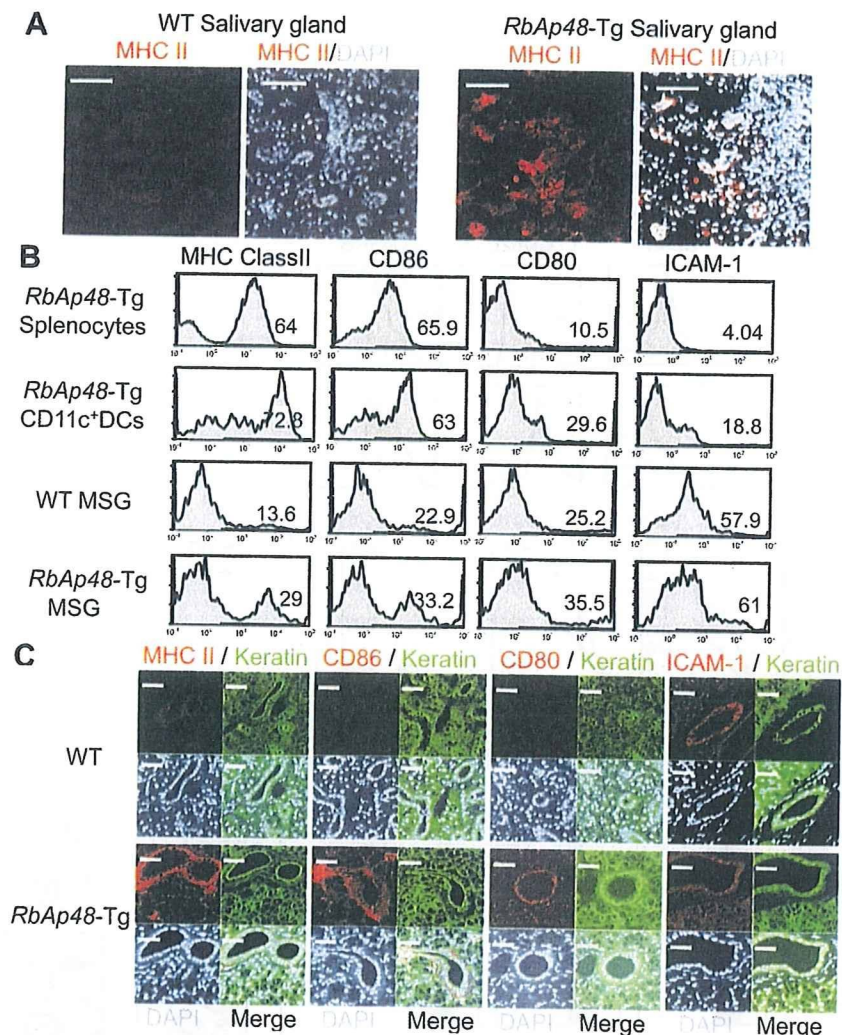 A
WT Salivary gland
RbAp48-Tg Salivary gland
MHC II MHC II/DAPI
MHC II MHC II/DAPI
B
MHC ClassII CD86 CD80 ICAM-1
RbAp48-Tg
Splenocytes
64 65.9 10.5 4.04
RbAp48-Tg
CD11c+DCs
72.8 63 29.6 18.8
WT MSG
13.6 22.9 25.2 57.9
RbAp48-Tg
MSG
29 33.2 35.5 61
C
MHC II / Keratin CD86 / Keratin CD80 / Keratin ICAM-1 / Keratin
WT
RbAp48-Tg
DAPI Merge DAPI Merge DAPI Merge DAPI Merge